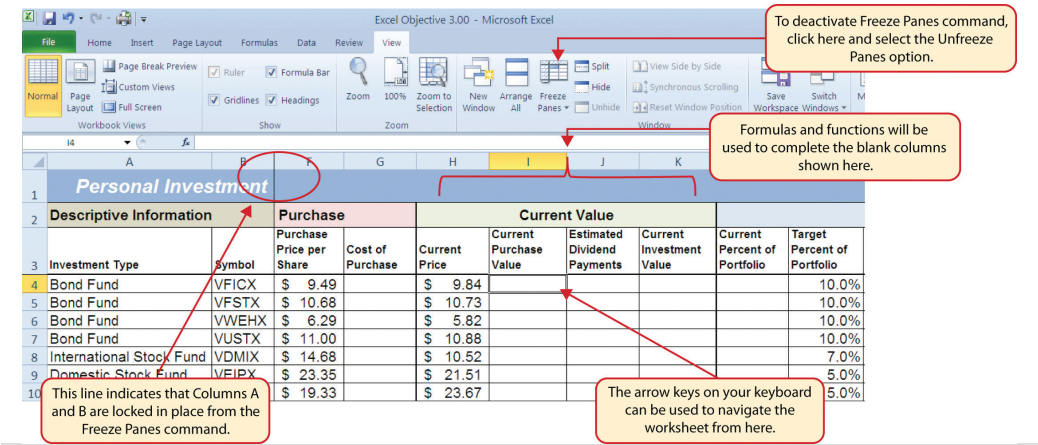 Excel Objective 3.00 - Microsoft Excel
File Home Insert Page Layout Formulas Data Review View
To deactivate Freeze Panes command,
click here and select the Unfreeze
Panes option.
Normal
Page
Layout
Page Break Preview
Custom Views
Full Screen
Workbook Views
Ruler
Formula Bar
Gridlines
Headings
Show
Zoom
100%
Zoom to
Selection
Zoom
New
Window
Arrange
All
Freeze
Panes
Split
Hide
Unhide
View Side by Side
Synchronous Scrolling
Reset Window Position
Window
Save
Workspace
Switch
Windows
Formulas and functions will be
used to complete the blank columns
shown here.
I4
fx
A B F G H I J K
1 Personal Investment
2 Descriptive Information Purchase Current Value
3 Investment Type
Symbol
Purchase
Price per
Share
Cost of
Purchase
Current
Price
Current
Purchase
Value
Estimated
Dividend
Payments
Current
Investment
Value
Current
Percent of
Portfolio
Target
Percent of
Portfolio
4 Bond Fund VFICX $ 9.49 $ 9.84 10.0%
5 Bond Fund VFSTX $ 10.68 $ 10.73 10.0%
6 Bond Fund VWEHX $ 6.29 $ 5.82 10.0%
7 Bond Fund VUSTX $ 11.00 $ 10.88 10.0%
8 International Stock Fund VDMIX $ 14.68 $ 10.52 7.0%
9 Domestic Stock Fund VEIPX $ 23.35 $ 21.51 5.0%
10 $ 19.33 $ 23.67 5.0%
This line indicates that Columns A
and B are locked in place from the
Freeze Panes command.
The arrow keys on your keyboard
can be used to navigate the
worksheet from here.